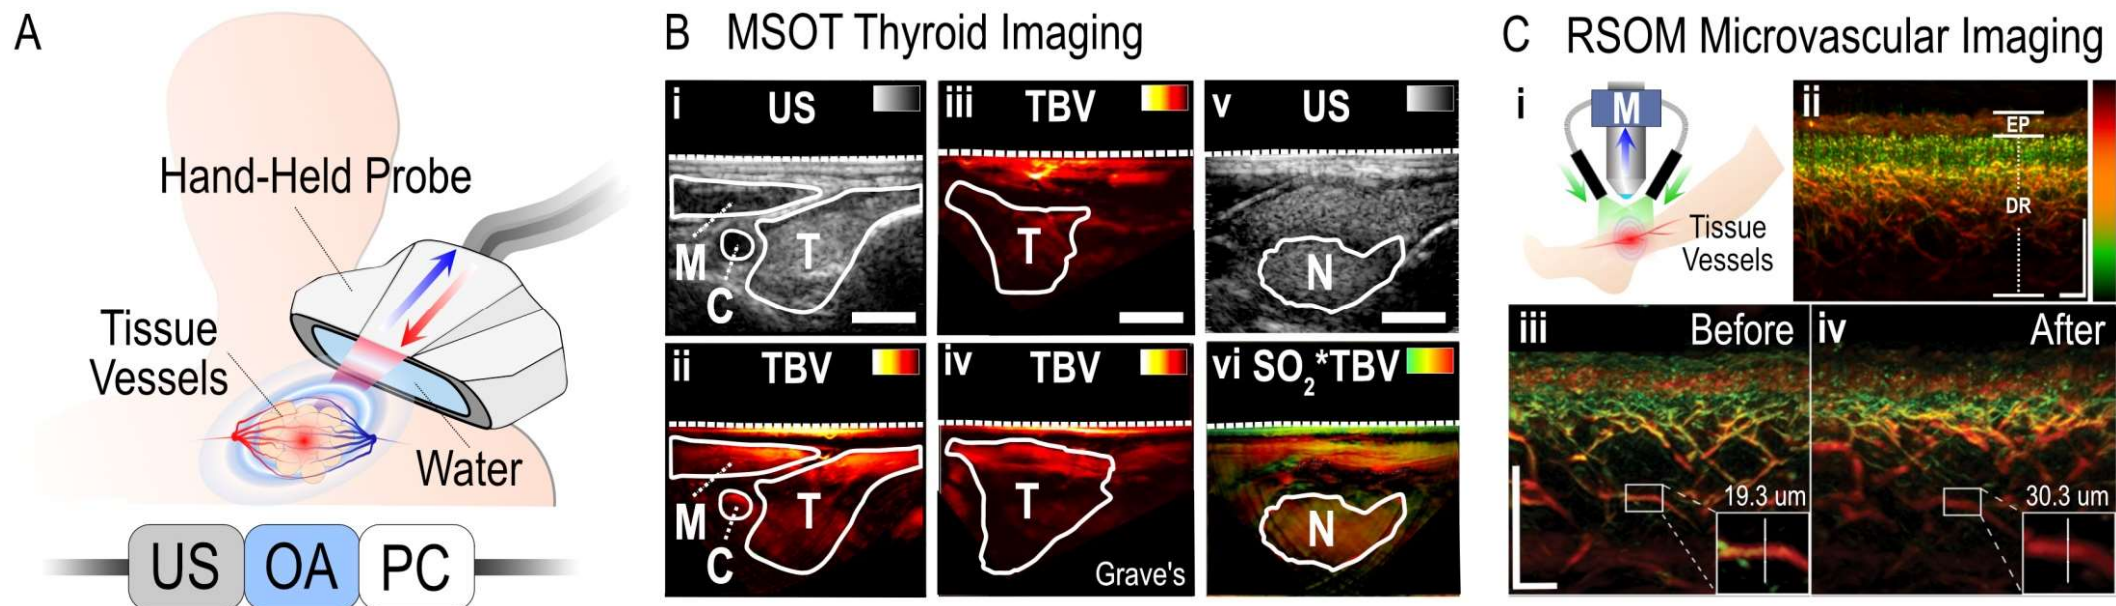 A
Hand-Held Probe
Tissue
Vessels
Water
US OA PC
B MSOT Thyroid Imaging
i US
M
C
T
iii TBV
T
v US
N
ii TBV
M
C
T
iv TBV
T
Grave's
vi SO2*TBV
N
C RSOM Microvascular Imaging
i
M
Tissue
Vessels
ii
EP
DR
iii Before
19.3 um
iv After
30.3 um